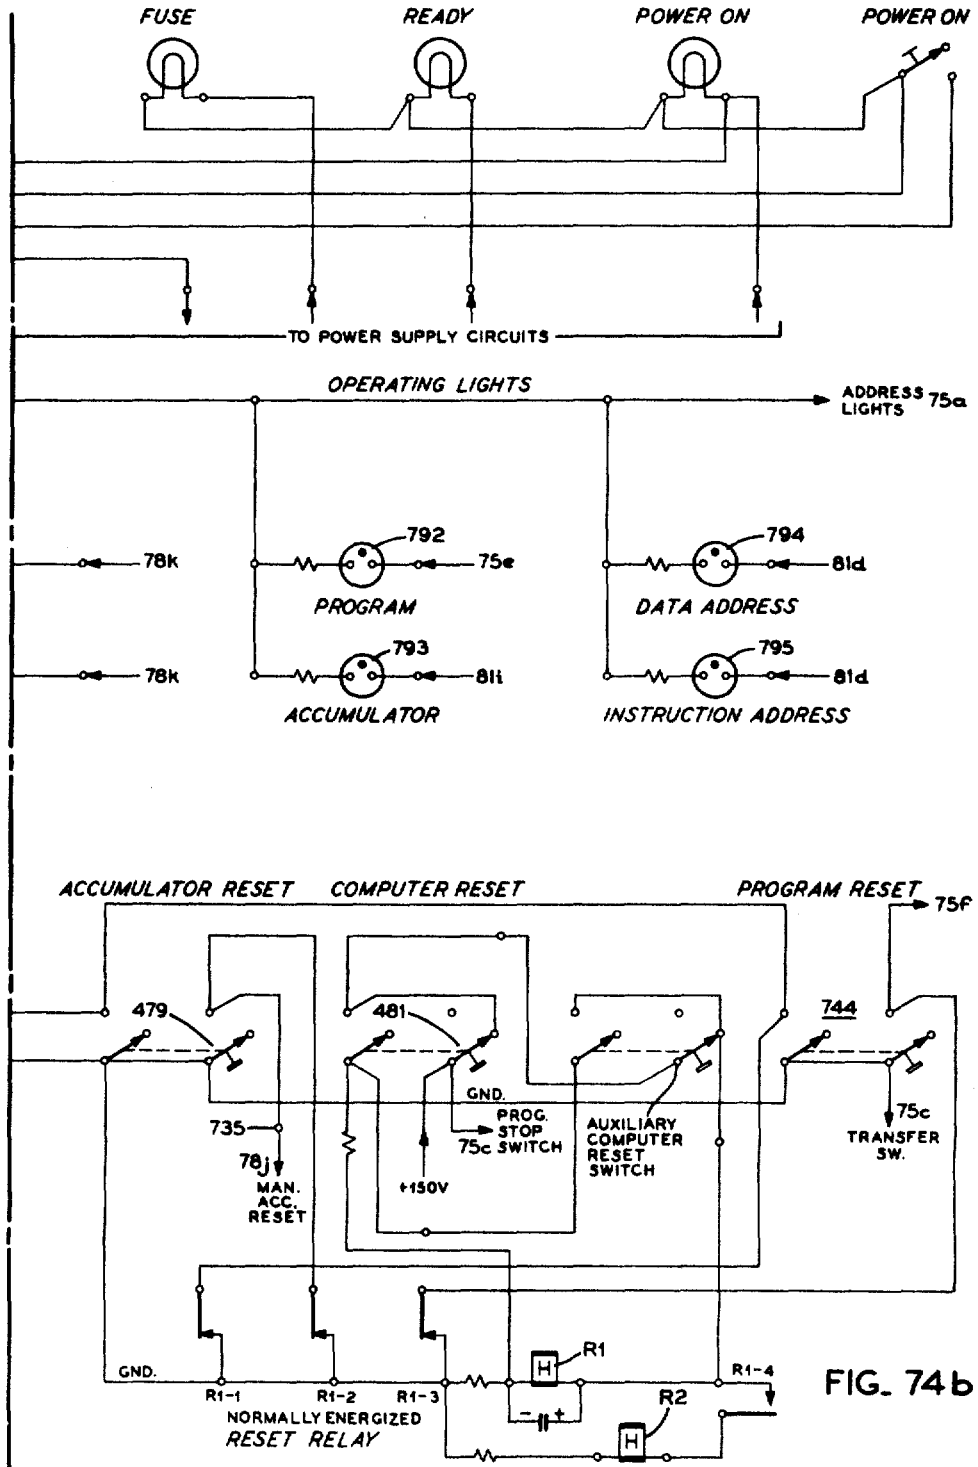 FUSE
READY
POWER ON
POWER ON
TO POWER SUPPLY CIRCUITS
OPERATING LIGHTS
ADDRESS
LIGHTS
75a
78k
792
75e
794
81d
PROGRAM
DATA ADDRESS
78k
793
81i
795
81d
ACCUMULATOR
INSTRUCTION ADDRESS
ACCUMULATOR RESET
COMPUTER RESET
PROGRAM RESET
75f
479
481
744
GND.
735
78j
MAN.
ACC.
RESET
PROG.
STOP
75c SWITCH
+150V
AUXILIARY
COMPUTER
RESET
SWITCH
75c
TRANSFER
SW.
GND.
R1-1
R1-2
R1-3
H
R1
R1-4
- +
R2
H
NORMALLY ENERGIZED
RESET RELAY
FIG. 74b